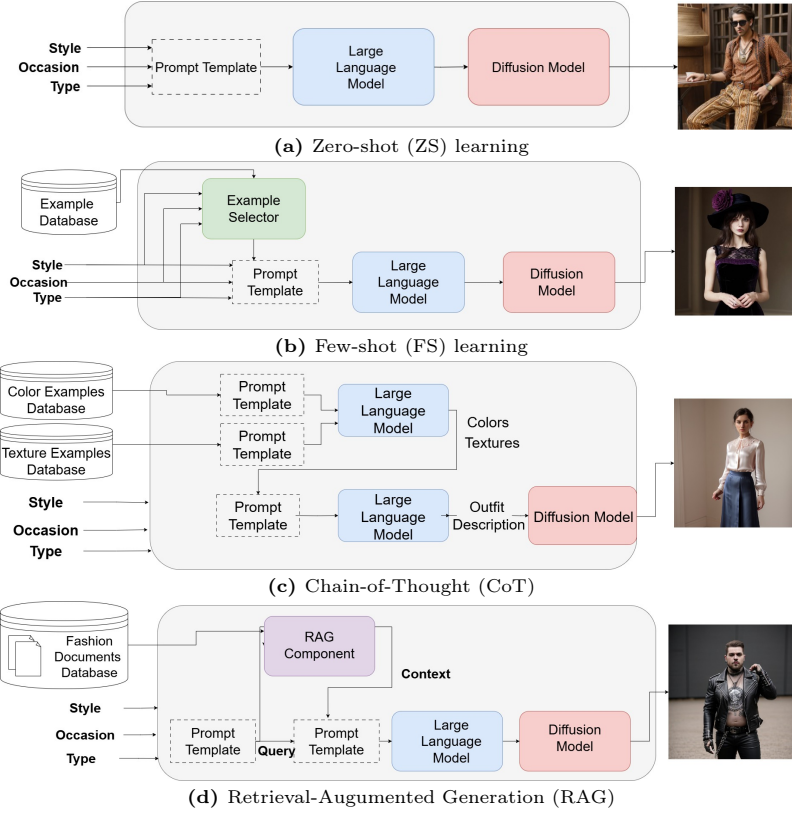 Style
Occasion
Type
Prompt Template
Large
Language
Model
Diffusion Model
(a) Zero-shot (ZS) learning
Example
Database
Example
Selector
Style
Occasion
Type
Prompt
Template
Large
Language
Model
Diffusion
Model
(b) Few-shot (FS) learning
Color Examples
Database
Texture Examples
Database
Prompt
Template
Prompt
Template
Large
Language
Model
Colors
Textures
Style
Occasion
Type
Prompt
Template
Large
Language
Model
Outfit
Description
Diffusion Model
(c) Chain-of-Thought (CoT)
Fashion
Documents
Database
RAG
Component
Context
Style
Occasion
Type
Prompt
Template
Query
Prompt
Template
Large
Language
Model
Diffusion
Model
(d) Retrieval-Augumented Generation (RAG)